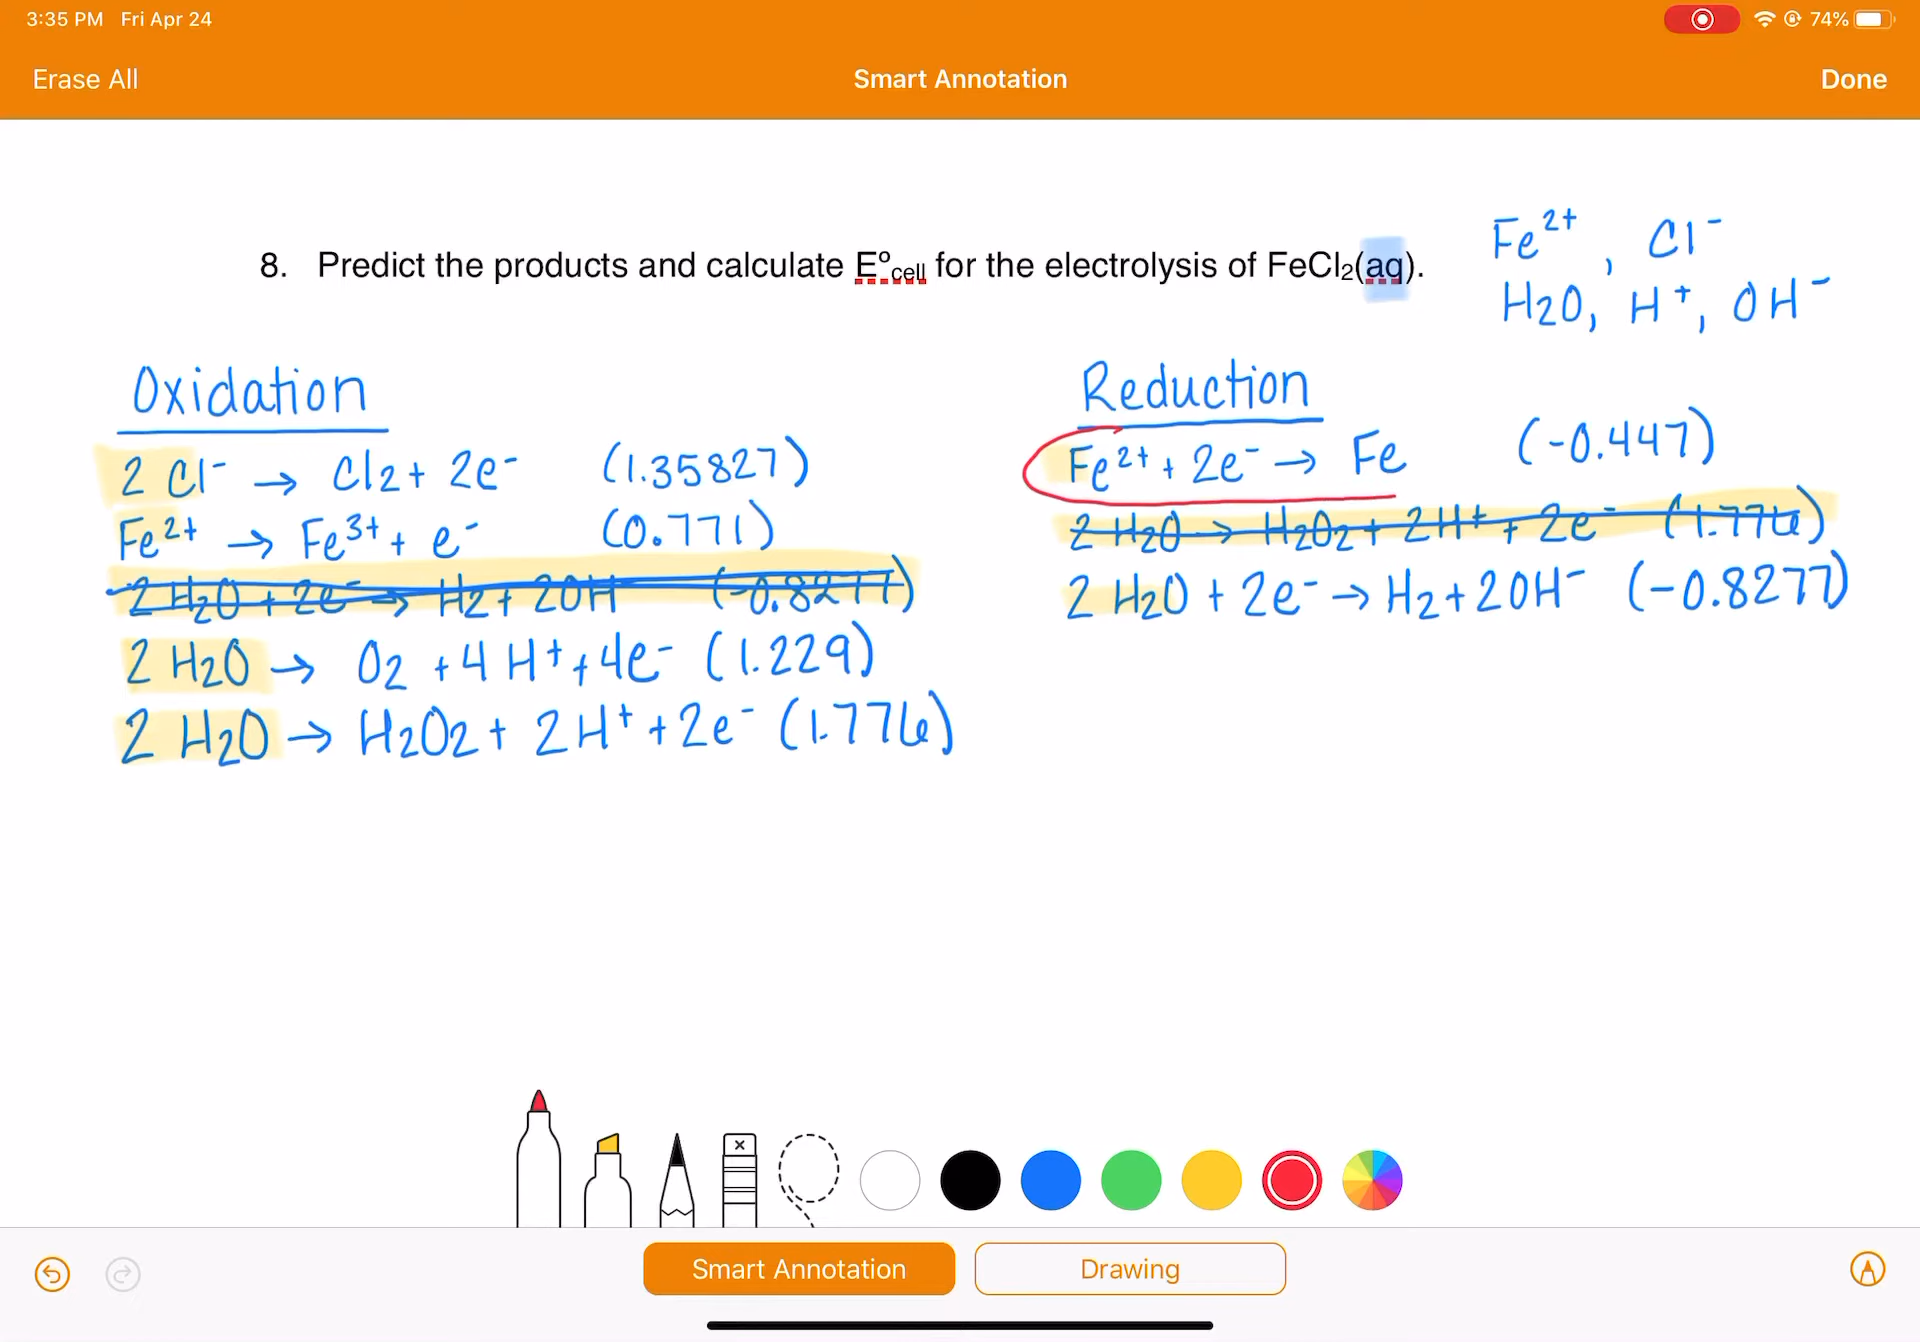 3:35 PM Fri Apr 24 74%
Erase All Smart Annotation Done
8. Predict the products and calculate E°cell for the electrolysis of FeCl2(aq).
Fe²⁺, Cl⁻
H2O, H⁺, OH⁻
Oxidation
2 Cl⁻ → Cl2 + 2e⁻ (1.35827)
Fe²⁺ → Fe³⁺ + e⁻ (0.771)
2 H2O + 2e⁻ → H2 + 2OH⁻ (-0.8277)
2 H2O → O2 + 4 H⁺ + 4e⁻ (1.229)
2 H2O → H2O2 + 2H⁺ + 2e⁻ (1.776)
Reduction
Fe²⁺ + 2e⁻ → Fe (-0.447)
2 H2O → H2O2 + 2H⁺ + 2e⁻ (1.776)
2 H2O + 2e⁻ → H2 + 2OH⁻ (-0.8277)
Smart Annotation Drawing